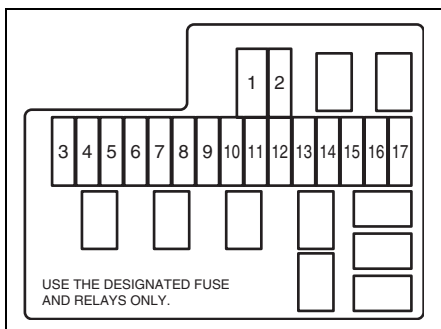 1 2
3 4 5 6 7 8 9 10 11 12 13 14 15 16 17
USE THE DESIGNATED FUSE
AND RELAYS ONLY.